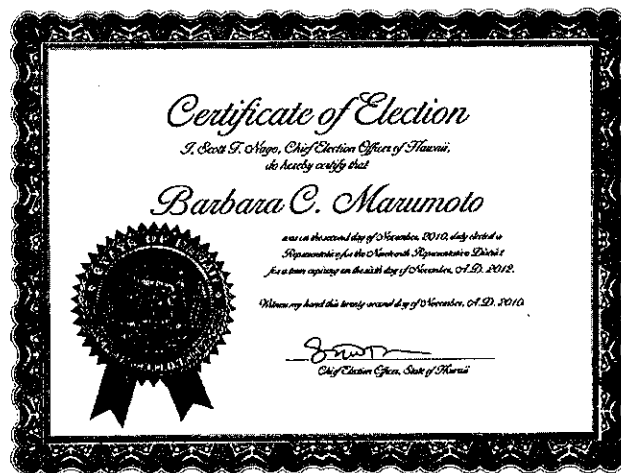 Certificate of Election
I, Scott T. Nago, Chief Election Officer of Hawaii,
do hereby certify that
Barbara C. Marumoto
was on the second day of November, 2010, duly elected a
Representative for the Nineteenth Representative District
for a term expiring on the sixth day of November, A.D. 2012.
Witness my hand this twenty-second day of November, A.D. 2010.
Chief Election Officer, State of Hawaii